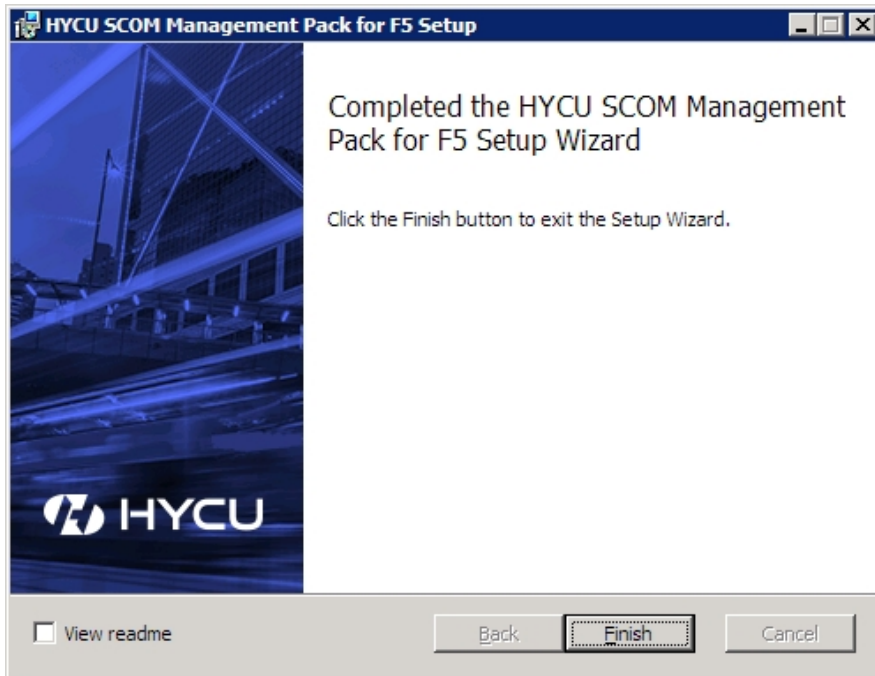 HYCU SCOM Management Pack for F5 Setup
Completed the HYCU SCOM Management
Pack for F5 Setup Wizard
Click the Finish button to exit the Setup Wizard.
HYCU
View readme
Back
Finish
Cancel